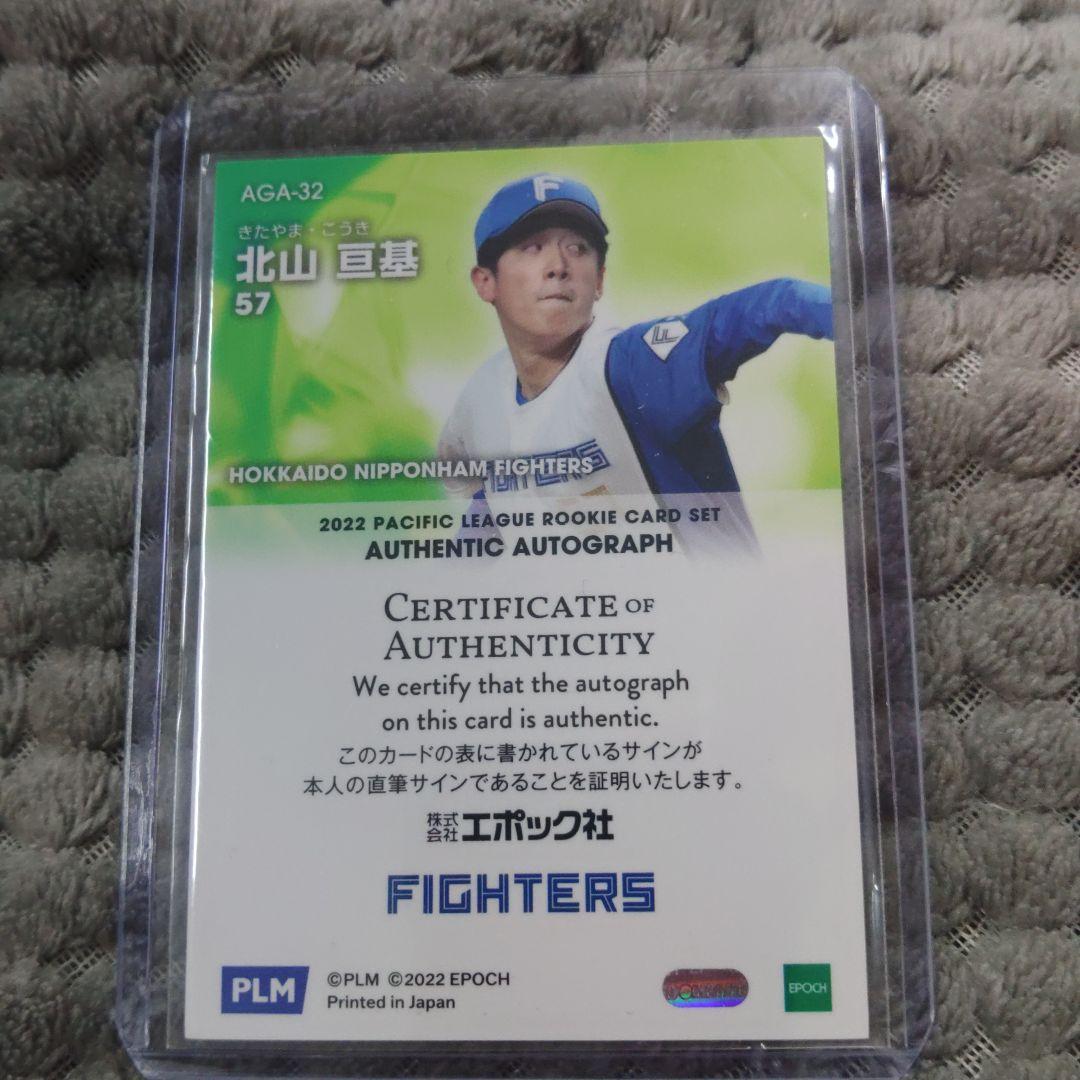 AGA-32
きたやま・こうき
北山 亘基
57
F
F
FIGHTERS
HOKKAIDO NIPPONHAM FIGHTERS
2022 PACIFIC LEAGUE ROOKIE CARD SET
AUTHENTIC AUTOGRAPH
CERTIFICATE OF
AUTHENTICITY
We certify that the autograph
on this card is authentic.
このカードの表に書かれているサインが
本人の直筆サインであることを証明いたします。
株式会社エポック社
FIGHTERS
PLM
©PLM ©2022 EPOCH
Printed in Japan
EPOCH